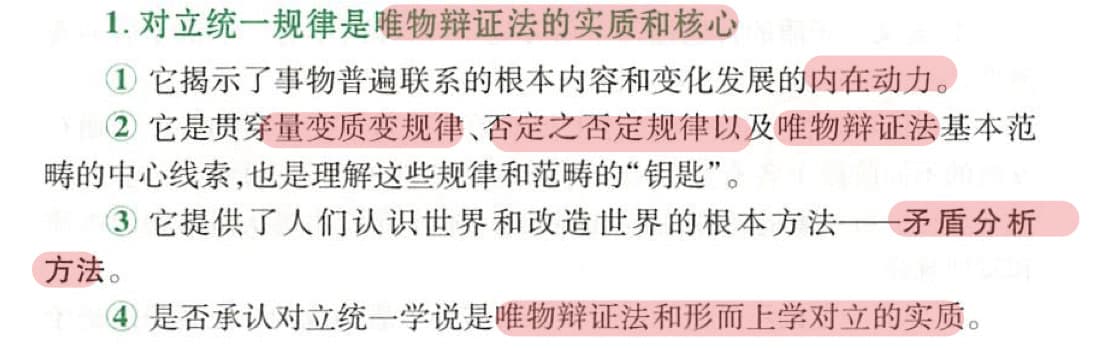 1. 对立统一规律是唯物辩证法的实质和核心
① 它揭示了事物普遍联系的根本内容和变化发展的内在动力。
② 它是贯穿量变质变规律、否定之否定规律以及唯物辩证法基本范
畴的中心线索,也是理解这些规律和范畴的“钥匙”。
③ 它提供了人们认识世界和改造世界的根本方法——矛盾分析
方法。
④ 是否承认对立统一学说是唯物辩证法和形而上学对立的实质。